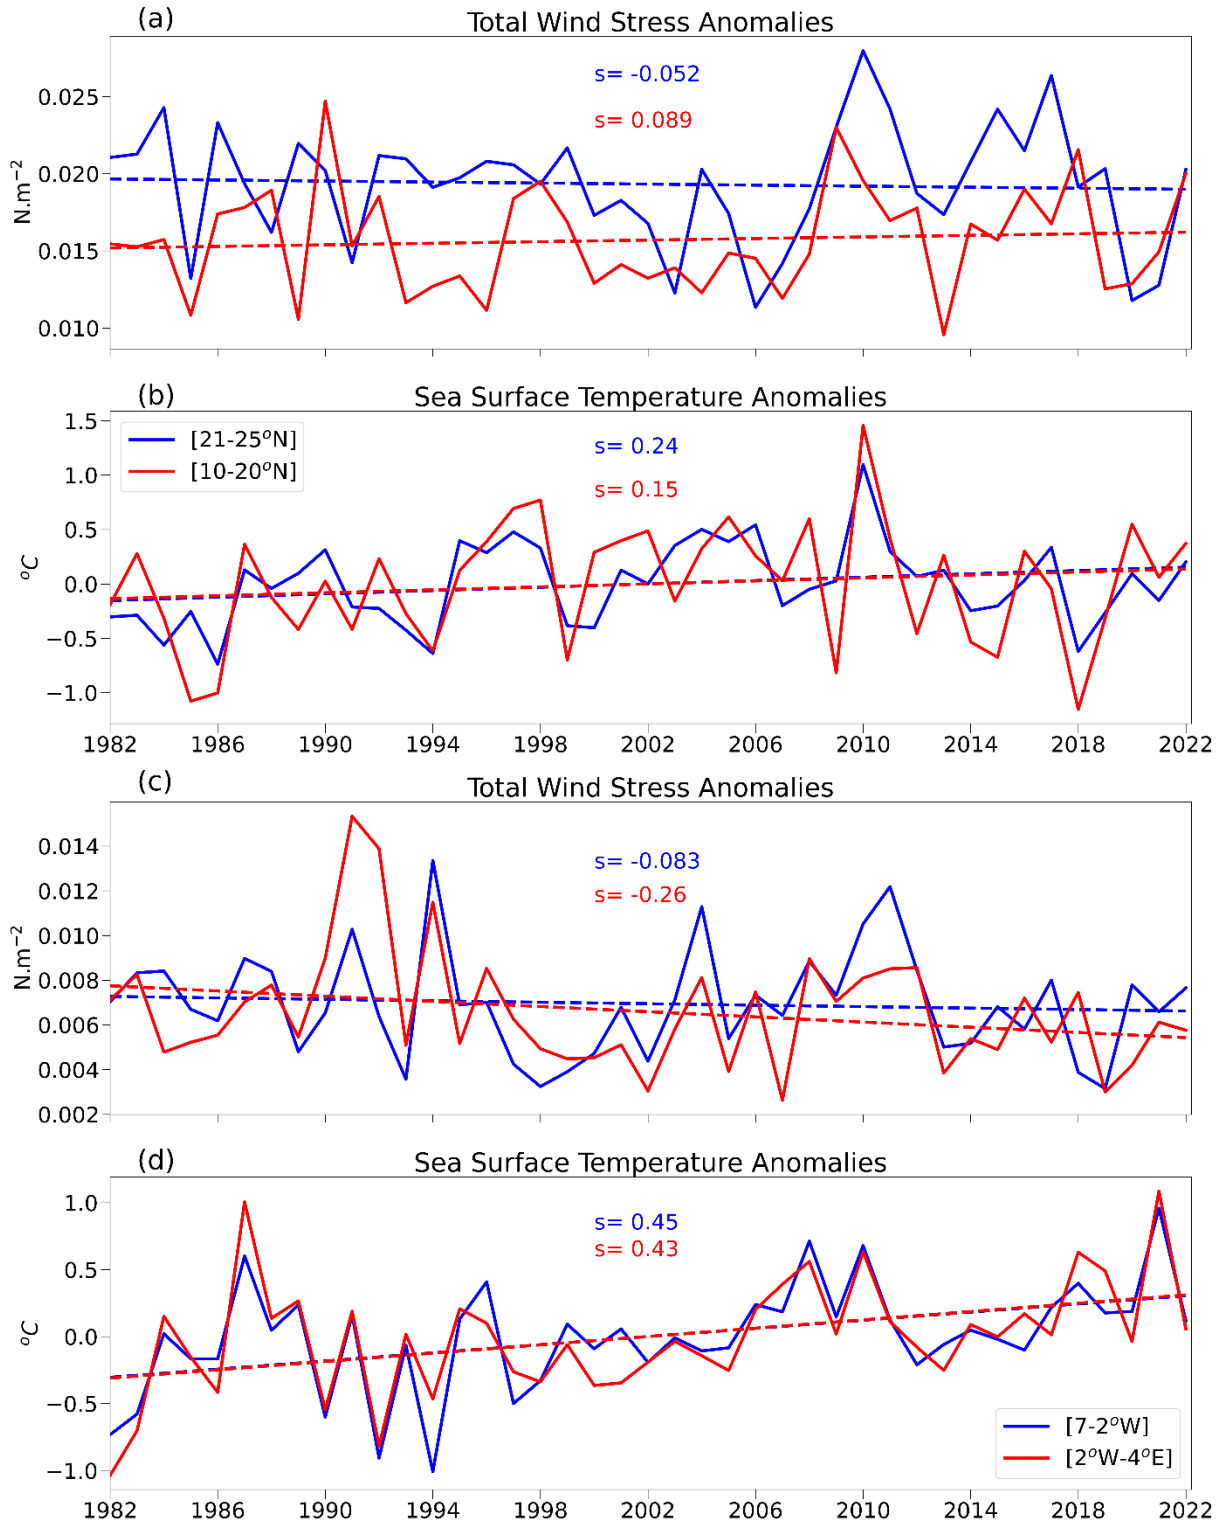 (a)
Total Wind Stress Anomalies
s= -0.052
s= 0.089
0.025
0.020
0.015
0.010
N.m⁻²
(b)
Sea Surface Temperature Anomalies
[21-25°N]
[10-20°N]
s= 0.24
s= 0.15
1.5
1.0
0.5
0.0
−0.5
−1.0
°C
1982 1986 1990 1994 1998 2002 2006 2010 2014 2018 2022
(c)
Total Wind Stress Anomalies
s= -0.083
s= -0.26
0.014
0.012
0.010
0.008
0.006
0.004
0.002
N.m⁻²
(d)
Sea Surface Temperature Anomalies
s= 0.45
s= 0.43
1.0
0.5
0.0
−0.5
−1.0
°C
[7-2°W]
[2°W-4°E]
1982 1986 1990 1994 1998 2002 2006 2010 2014 2018 2022